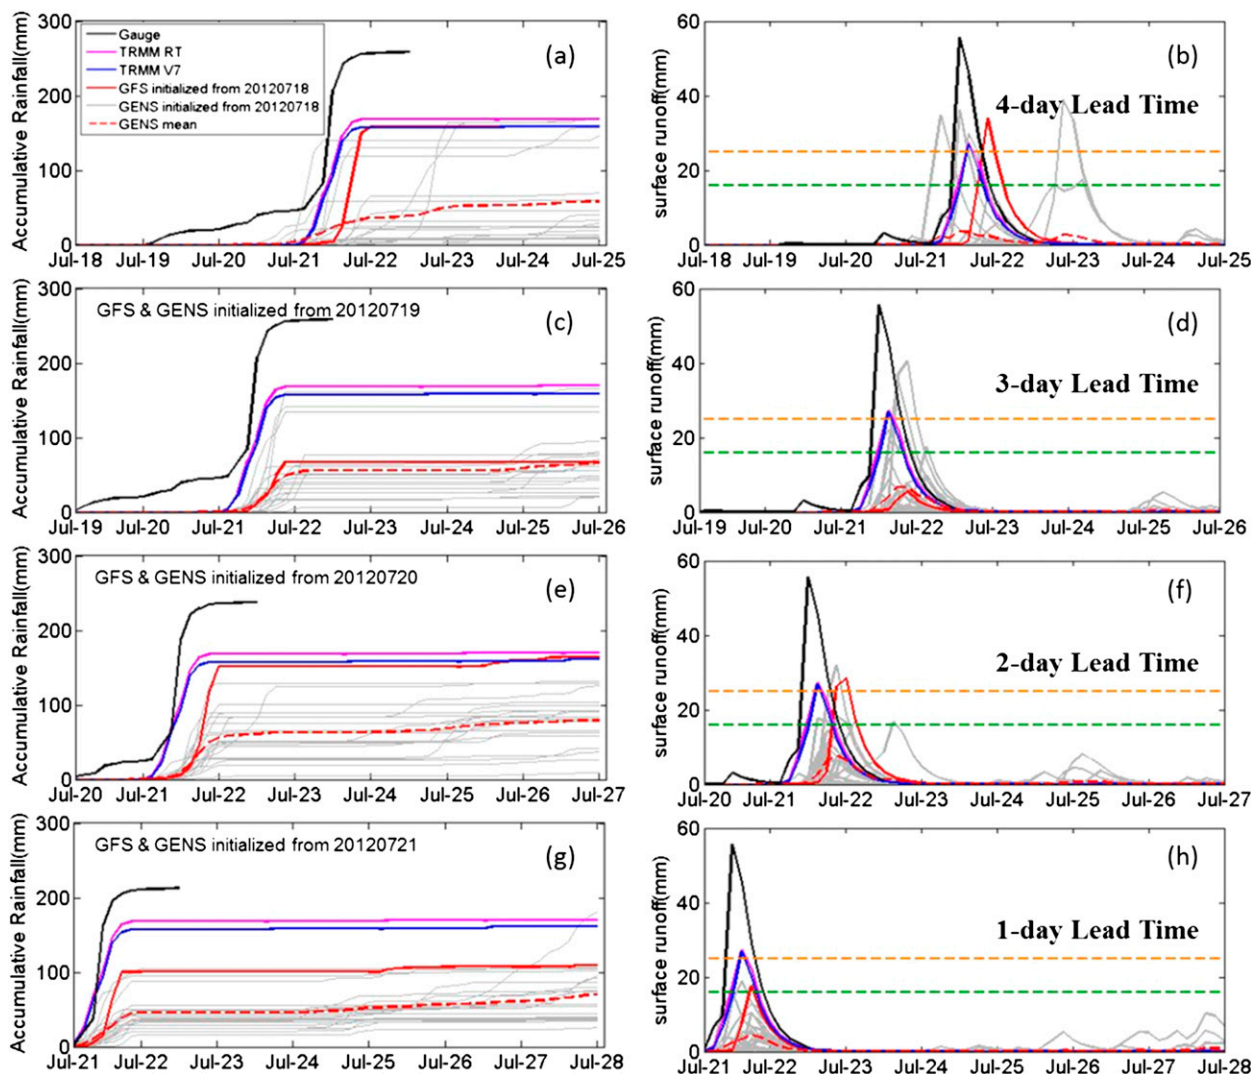 300
200
100
0
Accumulative Rainfall(mm)
Gauge
TRMM RT
TRMM V7
GFS initialized from 20120718
GENS initialized from 20120718
GENS mean
(a)
Jul-18 Jul-19 Jul-20 Jul-21 Jul-22 Jul-23 Jul-24 Jul-25
60
40
20
0
surface runoff(mm)
(b)
4-day Lead Time
Jul-18 Jul-19 Jul-20 Jul-21 Jul-22 Jul-23 Jul-24 Jul-25
300
200
100
0
Accumulative Rainfall(mm)
GFS & GENS initialized from 20120719
(c)
Jul-19 Jul-20 Jul-21 Jul-22 Jul-23 Jul-24 Jul-25 Jul-26
60
40
20
0
surface runoff(mm)
(d)
3-day Lead Time
Jul-19 Jul-20 Jul-21 Jul-22 Jul-23 Jul-24 Jul-25 Jul-26
300
200
100
0
Accumulative Rainfall(mm)
GFS & GENS initialized from 20120720
(e)
Jul-20 Jul-21 Jul-22 Jul-23 Jul-24 Jul-25 Jul-26 Jul-27
60
40
20
0
surface runoff(mm)
(f)
2-day Lead Time
Jul-20 Jul-21 Jul-22 Jul-23 Jul-24 Jul-25 Jul-26 Jul-27
300
200
100
0
Accumulative Rainfall(mm)
GFS & GENS initialized from 20120721
(g)
Jul-21 Jul-22 Jul-23 Jul-24 Jul-25 Jul-26 Jul-27 Jul-28
60
40
20
0
surface runoff(mm)
(h)
1-day Lead Time
Jul-21 Jul-22 Jul-23 Jul-24 Jul-25 Jul-26 Jul-27 Jul-28